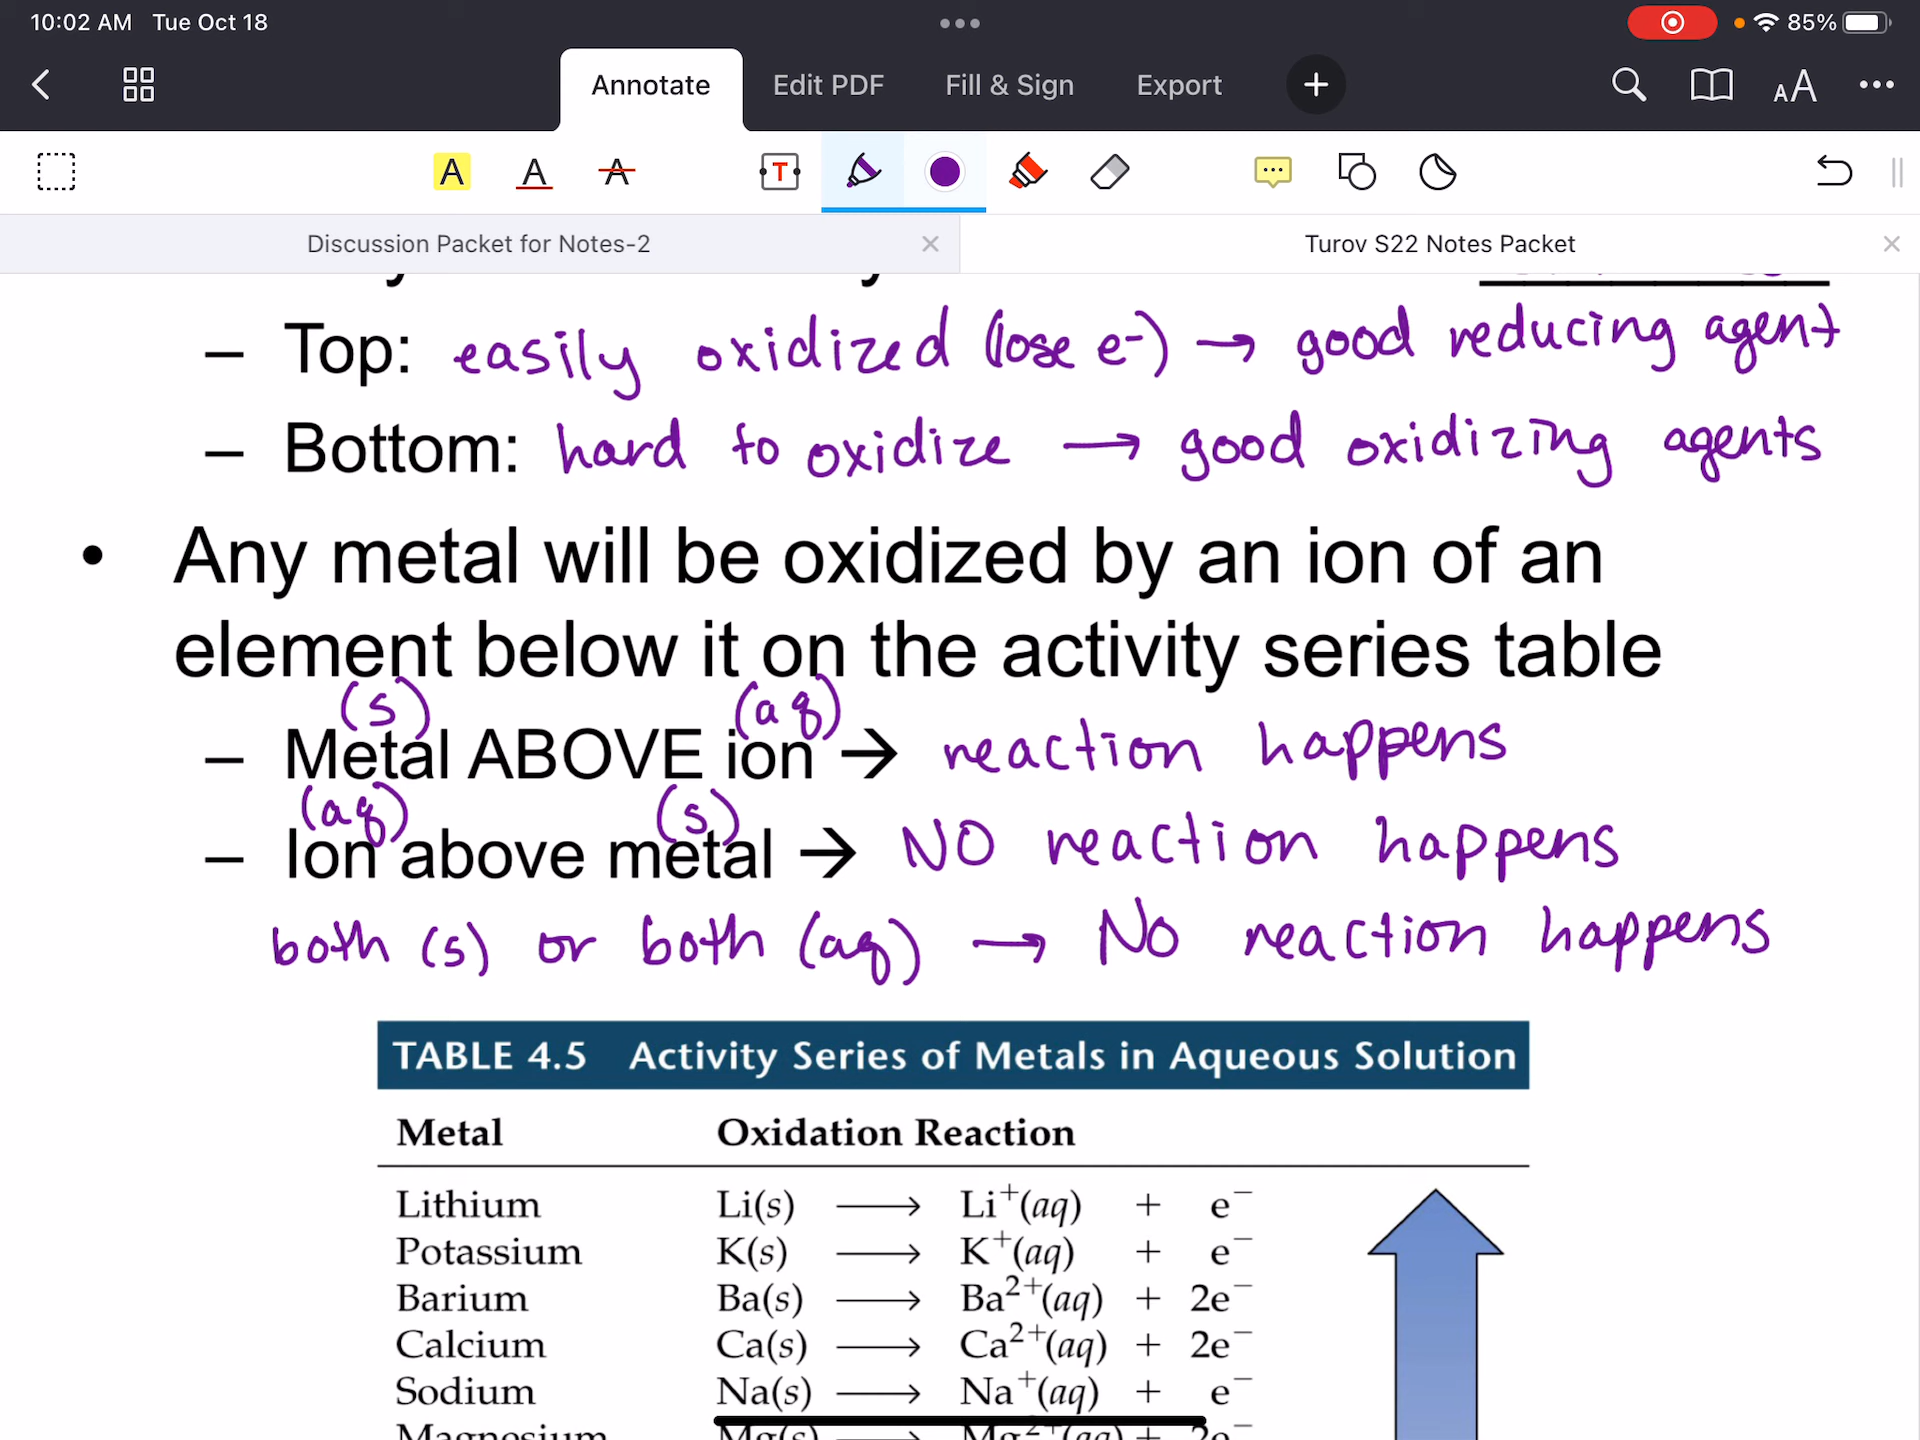 10:02 AM Tue Oct 18
85%
Annotate Edit PDF Fill & Sign Export
Discussion Packet for Notes-2
Turov S22 Notes Packet
– Top: easily oxidized (lose e⁻) → good reducing agent
– Bottom: hard to oxidize → good oxidizing agents
• Any metal will be oxidized by an ion of an
element below it on the activity series table
(s) (aq)
– Metal ABOVE ion → reaction happens
(aq) (s)
– Ion above metal → NO reaction happens
both (s) or both (aq) → No reaction happens
TABLE 4.5 Activity Series of Metals in Aqueous Solution
Metal Oxidation Reaction
Lithium Li(s) ⟶ Li⁺(aq) + e⁻
Potassium K(s) ⟶ K⁺(aq) + e⁻
Barium Ba(s) ⟶ Ba²⁺(aq) + 2e⁻
Calcium Ca(s) ⟶ Ca²⁺(aq) + 2e⁻
Sodium Na(s) ⟶ Na⁺(aq) + e⁻
Magnesium Mg(s) ⟶ Mg²⁺(aq) + 2e⁻